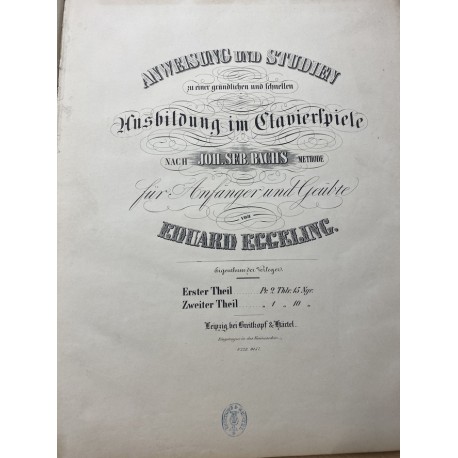 ANWEISUNG UND STUDIEN
zu einer gründlichen und schnellen
Ausbildung im Clavierspiele
NACH JOH. SEB. BACHS METHODE
für Anfänger und Geübte
VON
EDUARD EGGELING.
Eigenthum der Verleger.
Erster Theil Pr. 2 Thlr. 15 Ngr.
Zweiter Theil „ 1 „ 10 „
Leipzig bei Breitkopf & Härtel.